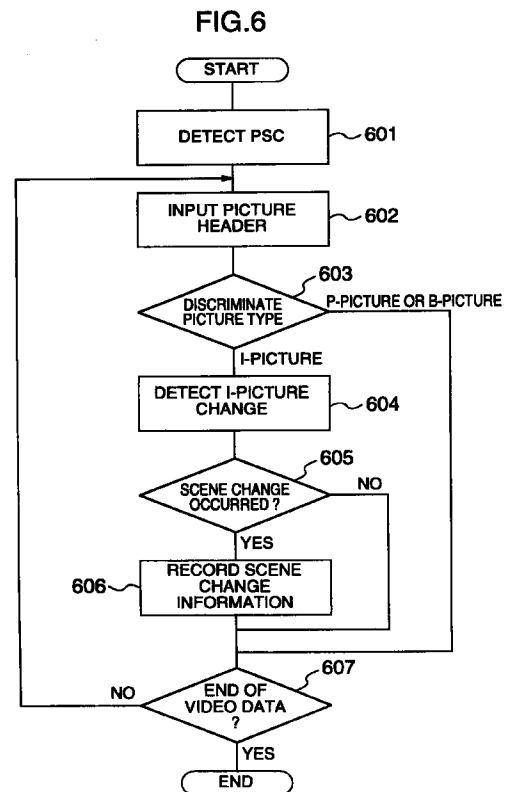 FIG.6
START
DETECT PSC
601
INPUT PICTURE
HEADER
602
603
DISCRIMINATE
PICTURE TYPE
P-PICTURE OR B-PICTURE
I-PICTURE
DETECT I-PICTURE
CHANGE
604
605
SCENE CHANGE
OCCURRED ?
NO
YES
606
RECORD SCENE
CHANGE
INFORMATION
607
NO
END OF
VIDEO DATA
?
YES
END